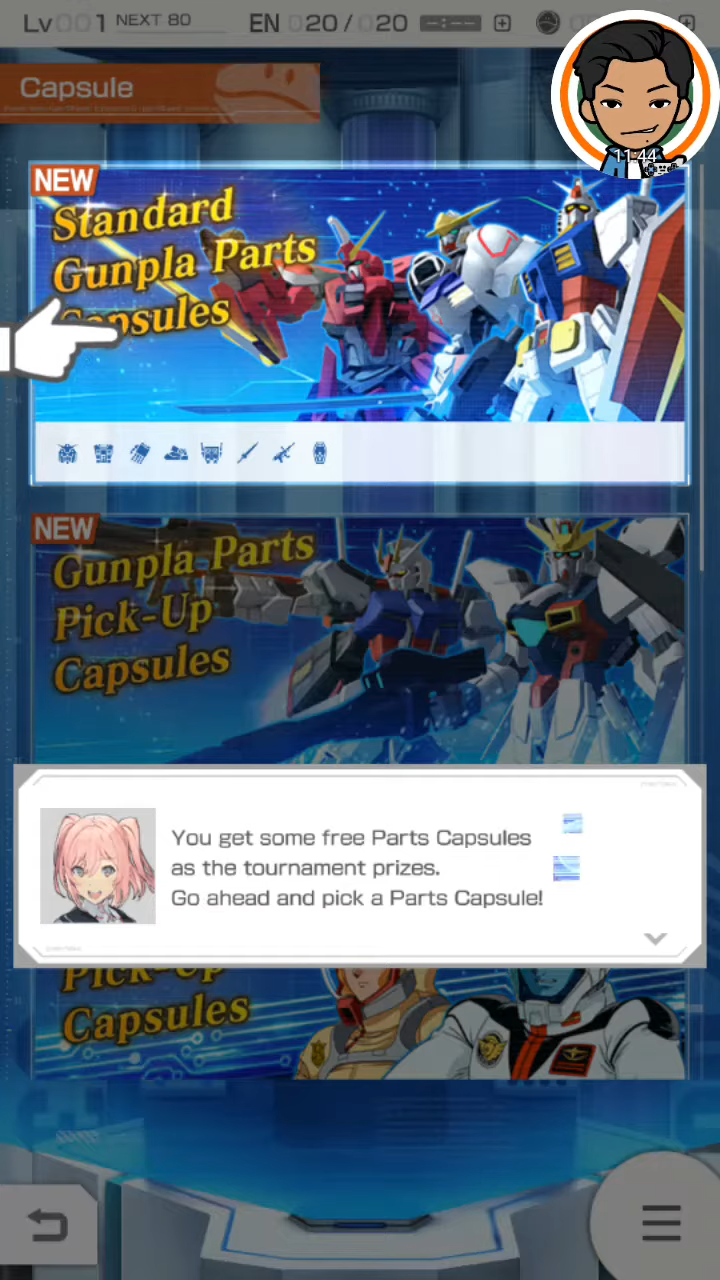 Lv001 NEXT 80 EN 020/020
Capsule
11:44
NEW
Standard
Gunpla Parts
Capsules
NEW
Gunpla Parts
Pick-Up
Capsules
You get some free Parts Capsules
as the tournament prizes.
Go ahead and pick a Parts Capsule!
Pick-Up
Capsules